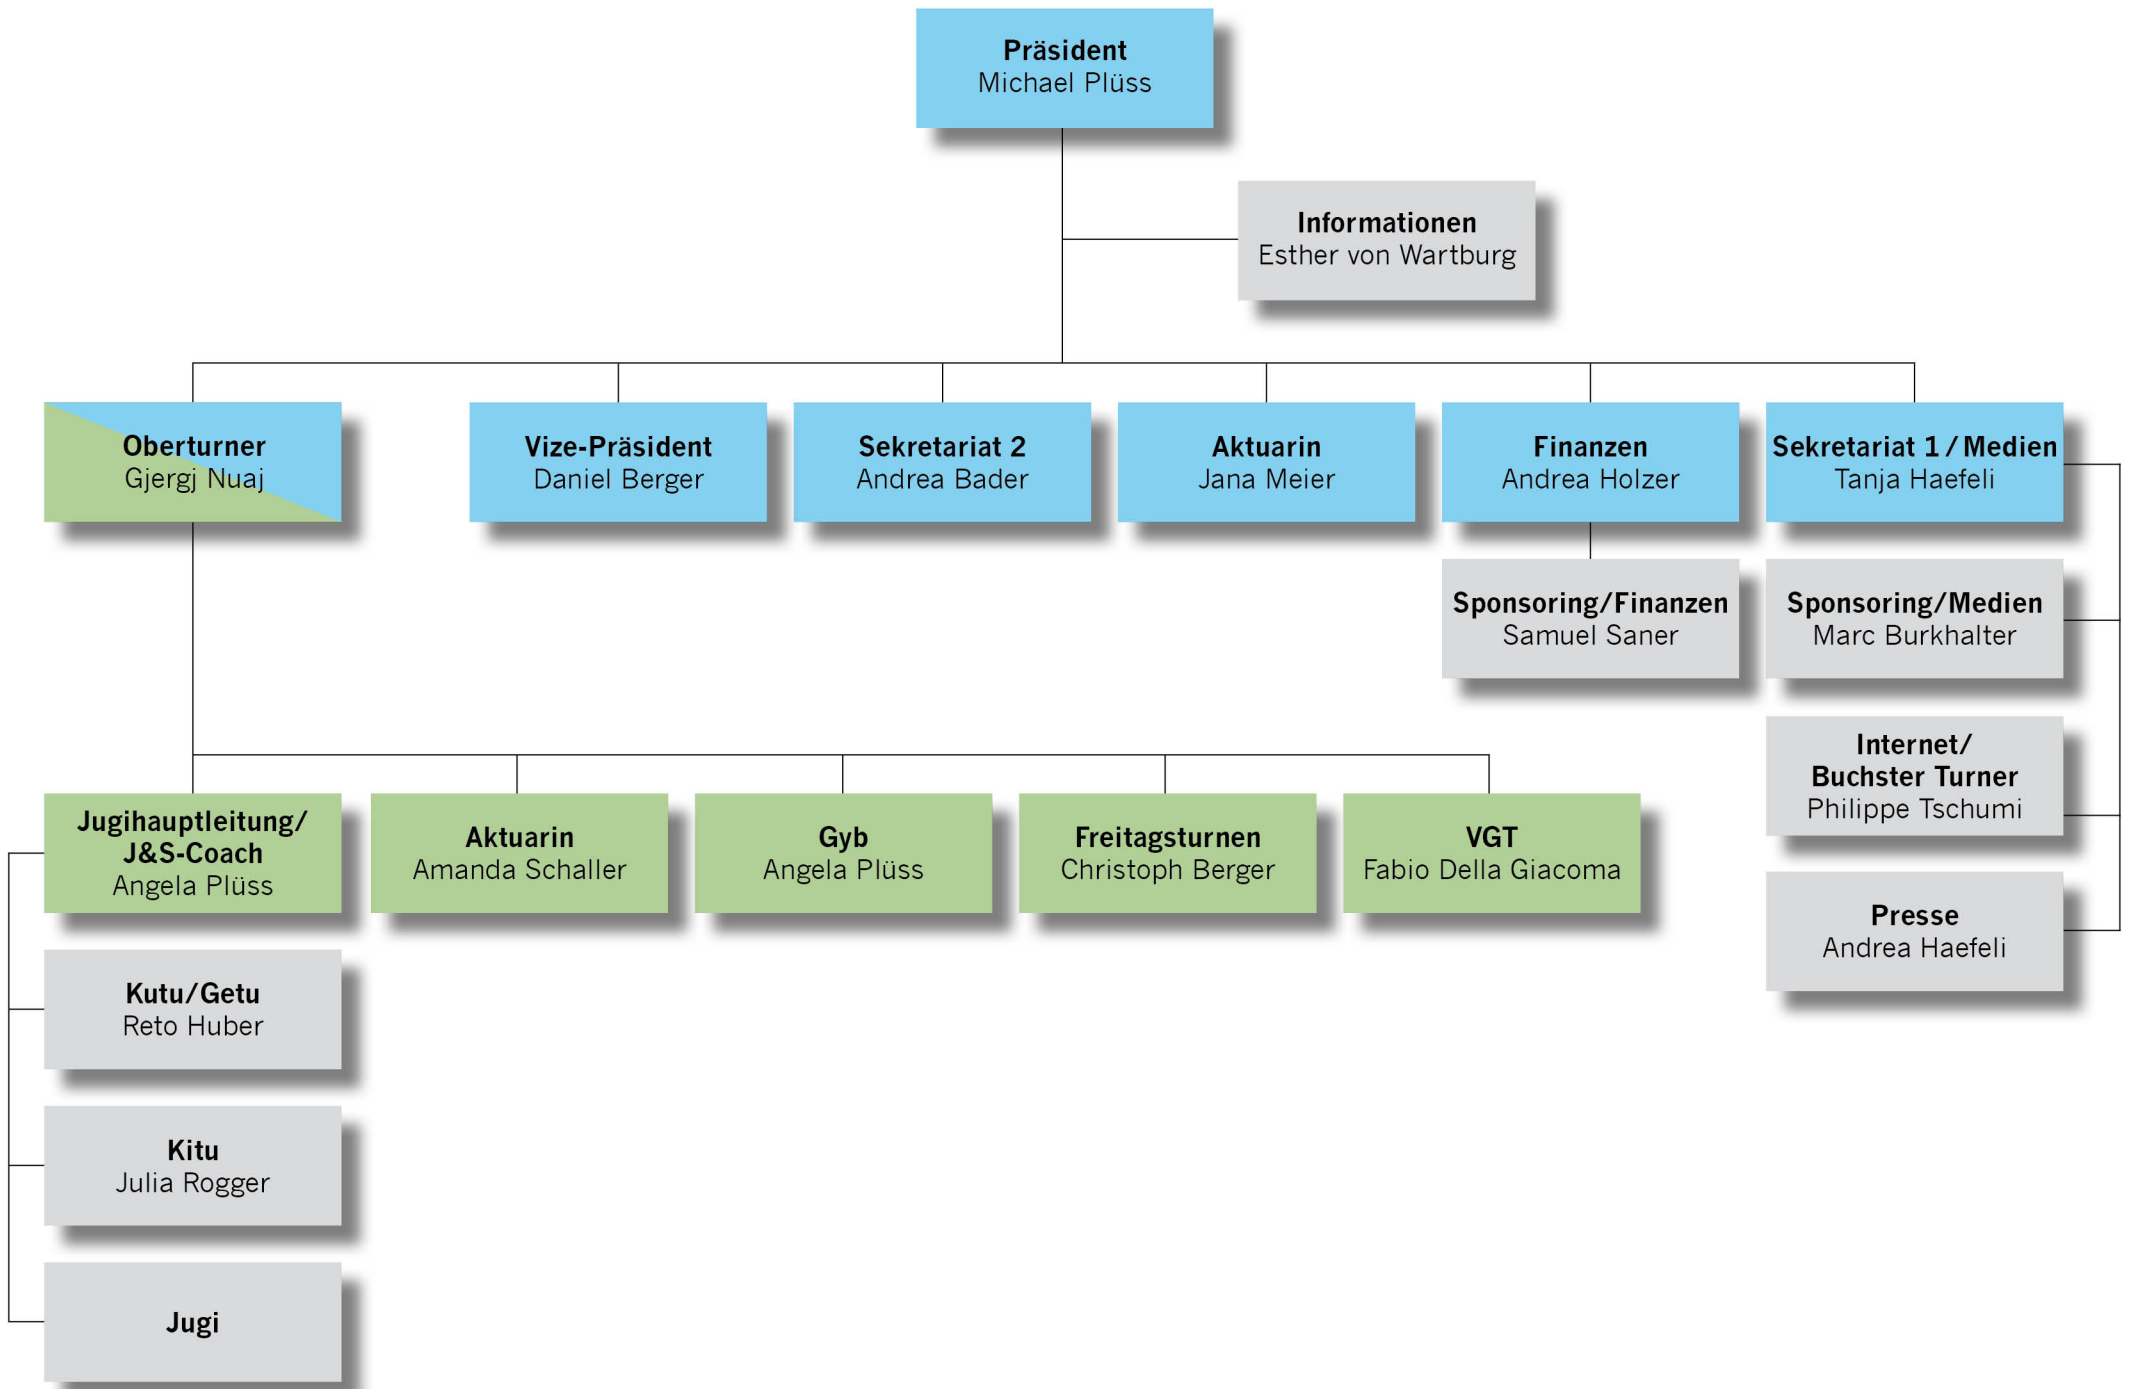 Präsident
Michael Plüss
Informationen
Esther von Wartburg
Oberturner
Gjergj Nuaj
Vize-Präsident
Daniel Berger
Sekretariat 2
Andrea Bader
Aktuarin
Jana Meier
Finanzen
Andrea Holzer
Sekretariat 1 / Medien
Tanja Haefeli
Sponsoring/Finanzen
Samuel Saner
Sponsoring/Medien
Marc Burkhalter
Internet/
Buchster Turner
Philippe Tschumi
Presse
Andrea Haefeli
Jugihauptleitung/
J&S-Coach
Angela Plüss
Aktuarin
Amanda Schaller
Gyb
Angela Plüss
Freitagsturnen
Christoph Berger
VGT
Fabio Della Giacoma
Kutu/Getu
Reto Huber
Kitu
Julia Rogger
Jugi